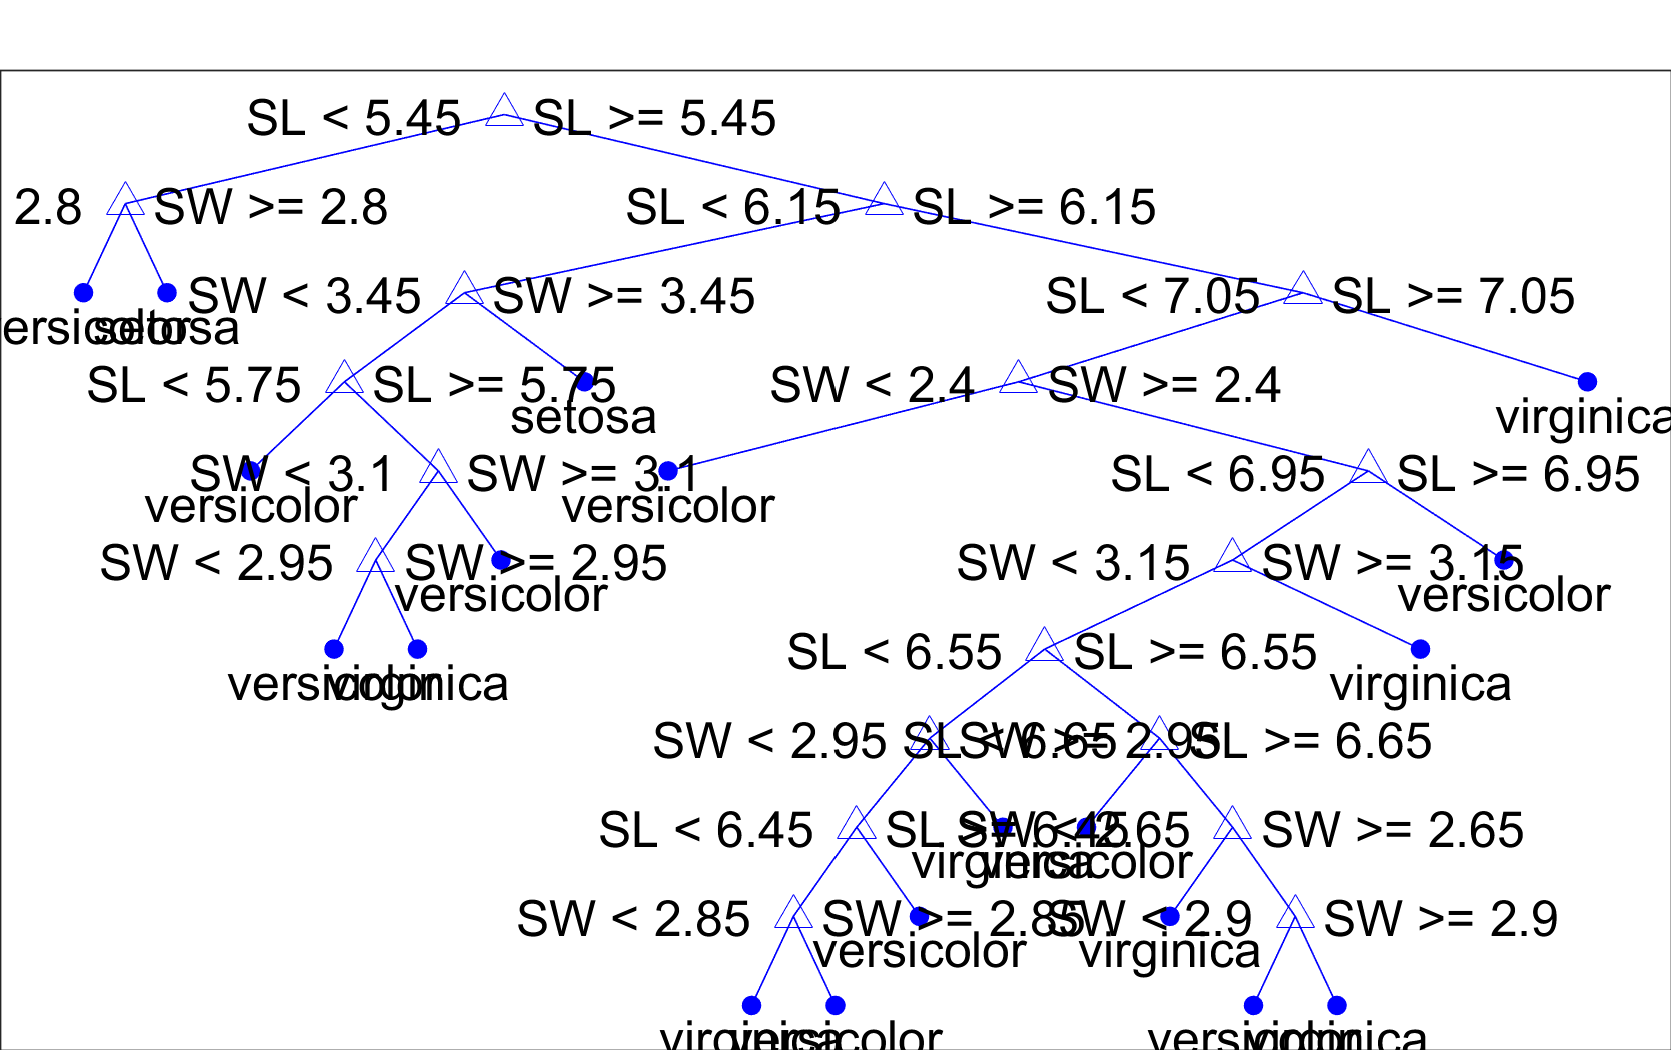 SL < 5.45 SL >= 5.45
2.8 SW >= 2.8 SL < 6.15 SL >= 6.15
SW < 3.45 SW >= 3.45 SL < 7.05 SL >= 7.05
ersicolor setosa
SL < 5.75 SL >= 5.75 SW < 2.4 SW >= 2.4
setosa virginica
SW < 3.1 SW >= 3.1 SL < 6.95 SL >= 6.95
versicolor versicolor
SW < 2.95 SW >= 2.95 SW < 3.15 SW >= 3.15
versicolor versicolor
SL < 6.55 SL >= 6.55
versicolor virginica virginica
SW < 2.95 SW >= 2.95 SL < 6.65 SL >= 6.65
SL < 6.45 SL >= 6.45 SW < 2.65 SW >= 2.65
virginica versicolor
SW < 2.85 SW >= 2.85 SW < 2.9 SW >= 2.9
versicolor virginica
virginica versicolor versicolor virginica